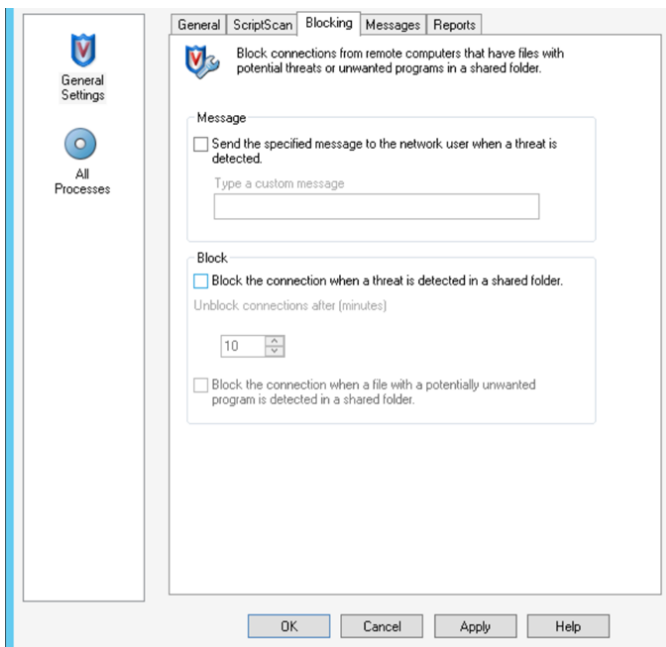 General
Settings
All
Processes
General ScriptScan Blocking Messages Reports
Block connections from remote computers that have files with
potential threats or unwanted programs in a shared folder.
Message
Send the specified message to the network user when a threat is
detected.
Type a custom message
Block
Block the connection when a threat is detected in a shared folder.
Unblock connections after (minutes)
10
Block the connection when a file with a potentially unwanted
program is detected in a shared folder.
OK Cancel Apply Help